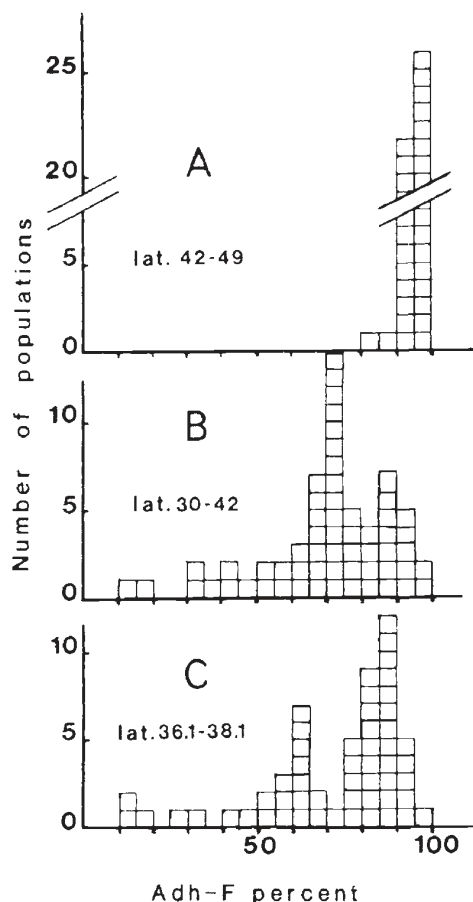 25
20
A
lat. 42-49
5
0
10
B
lat. 30-42
5
0
10
C
lat. 36.1-38.1
5
0
50
100
Number of populations
Adh-F percent